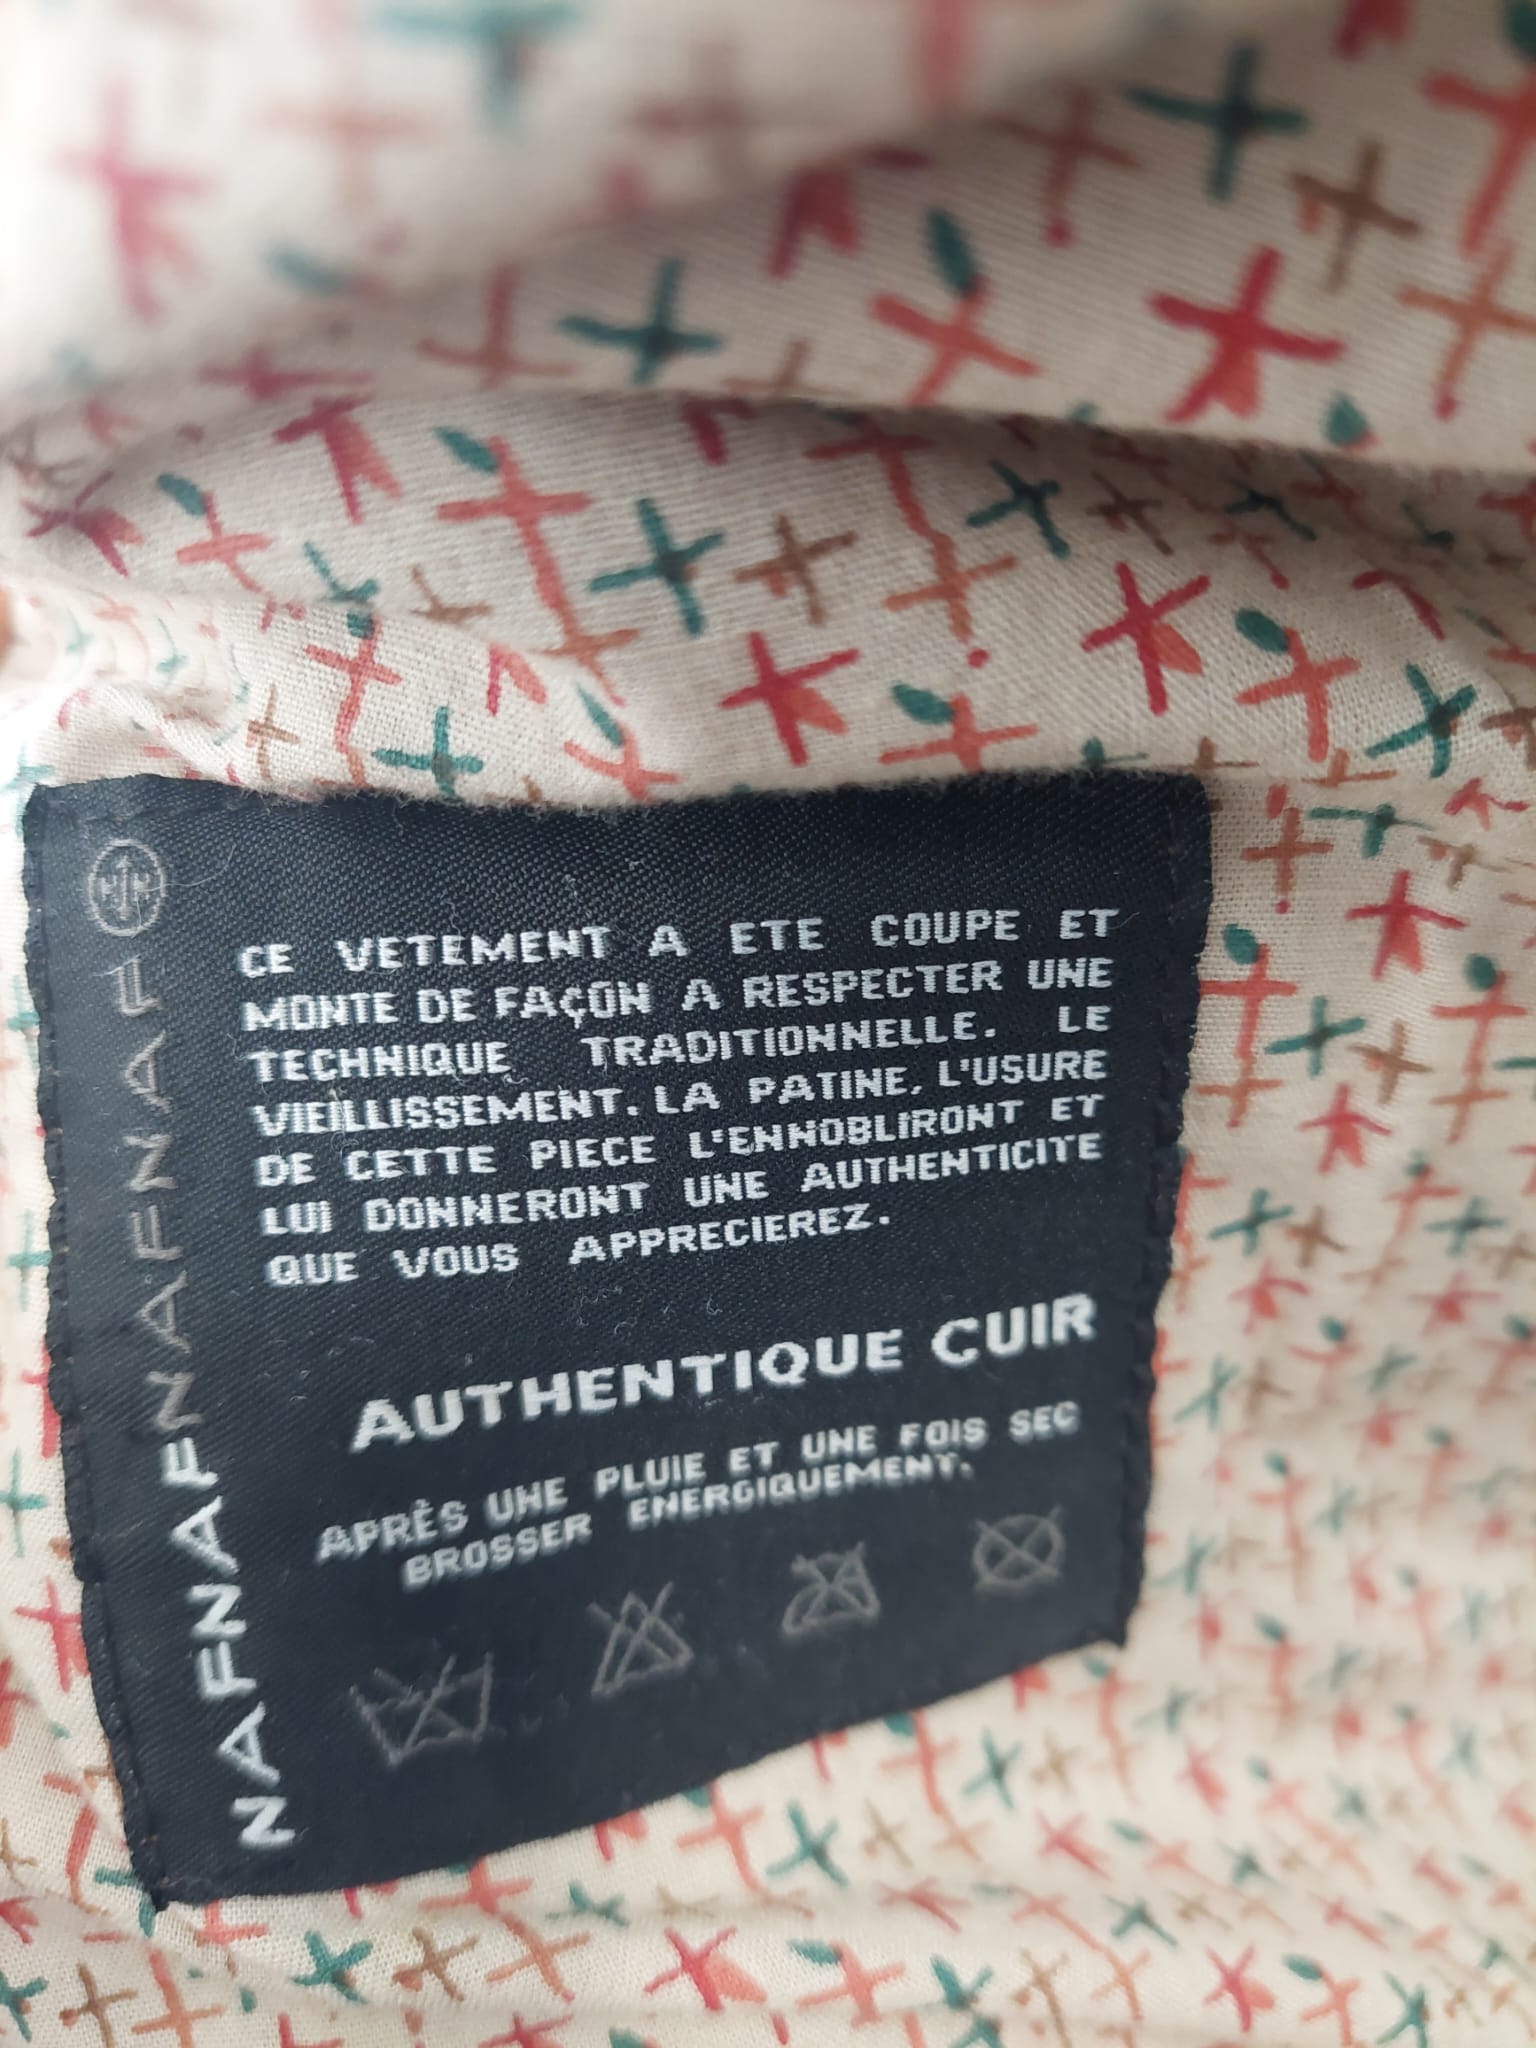 CE VETEMENT A ETE COUPE ET
MONTE DE FAÇON A RESPECTER UNE
TECHNIQUE TRADITIONNELLE. LE
VIEILLISSEMENT. LA PATINE, L'USURE
DE CETTE PIECE L'ENNOBLIRONT ET
LUI DONNERONT UNE AUTHENTICITE
QUE VOUS APPRECIEREZ.
AUTHENTIQUE CUIR
APRÈS UNE PLUIE ET UNE FOIS SEC
BROSSER ENERGIQUEMENT.
NAFNAFNAFNAFNAF